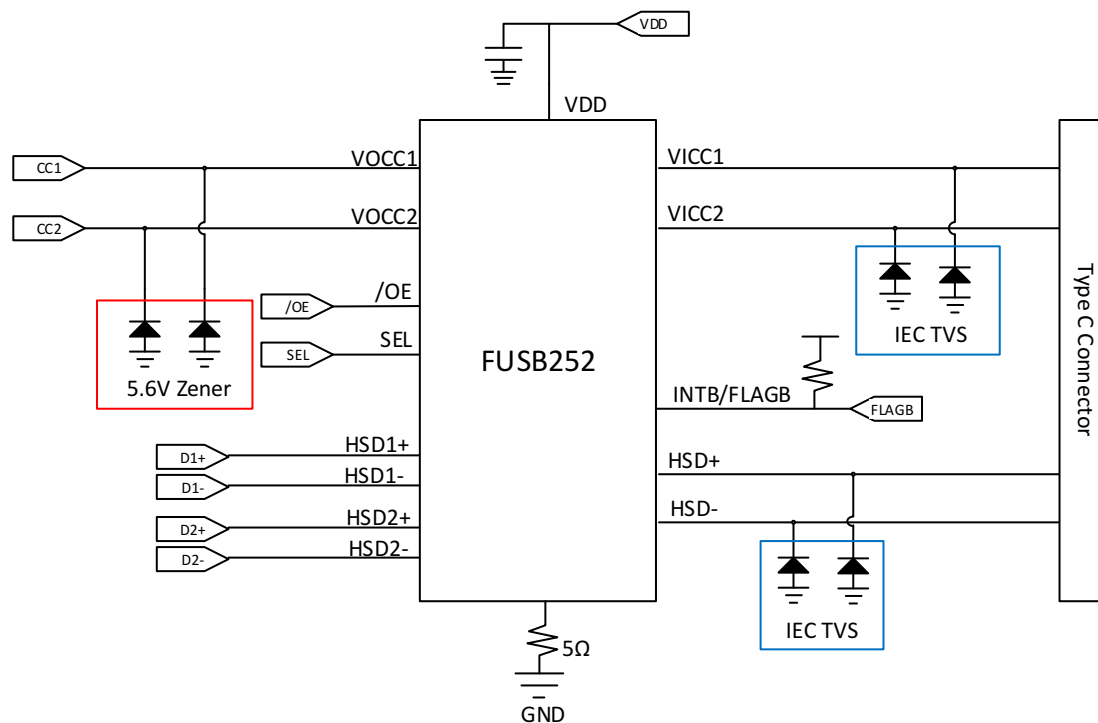 VDD
VDD
CC1
VOCC1
VICC1
CC2
VOCC2
VICC2
/OE
/OE
SEL
SEL
5.6V Zener
FUSB252
IEC TVS
Type C Connector
INTB/FLAGB
FLAGB
D1+
HSD1+
D1-
HSD1-
D2+
HSD2+
D2-
HSD2-
HSD+
HSD-
IEC TVS
5Ω
GND